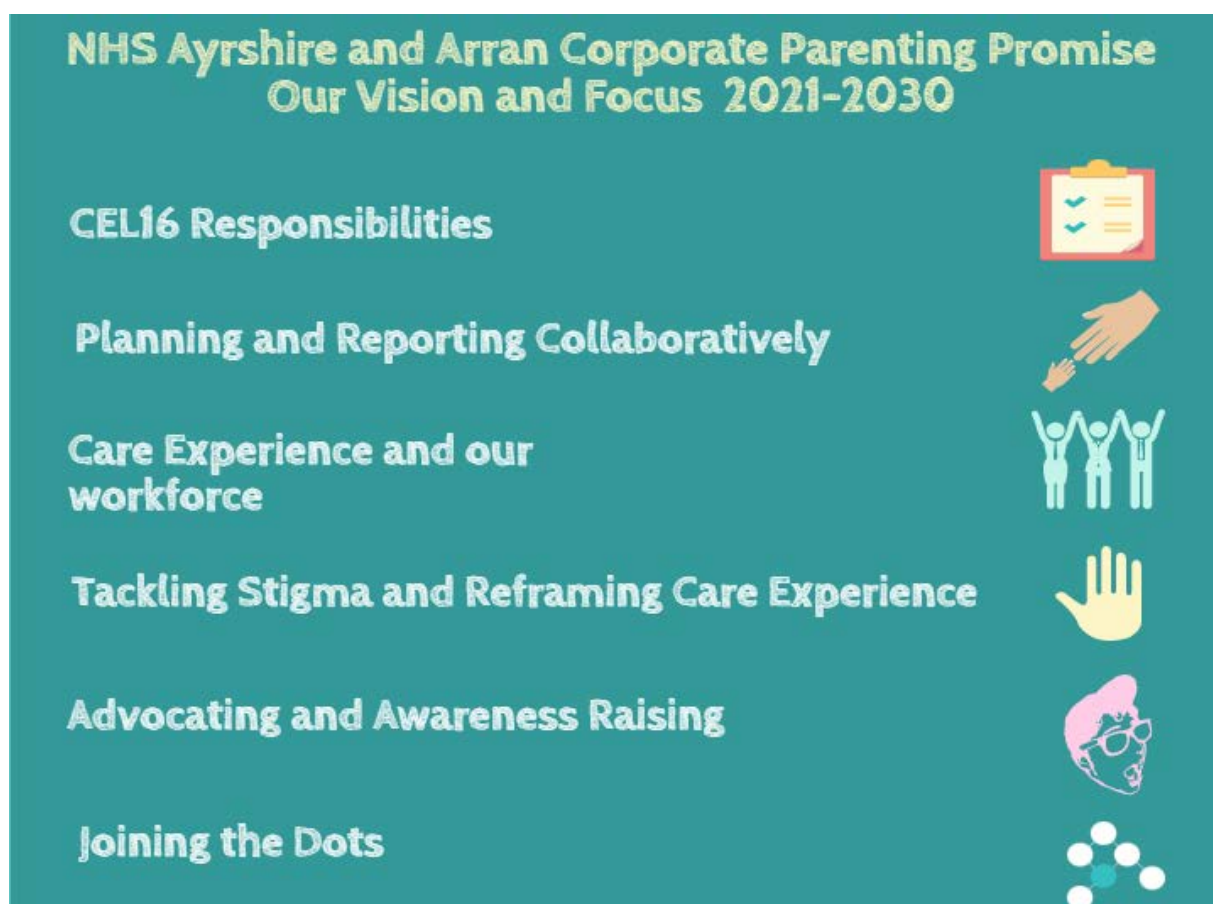 NHS Ayrshire and Arran Corporate Parenting Promise
Our Vision and Focus 2021-2030
CEL16 Responsibilities
Planning and Reporting Collaboratively
Care Experience and our
workforce
Tackling Stigma and Reframing Care Experience
Advocating and Awareness Raising
Joining the Dots